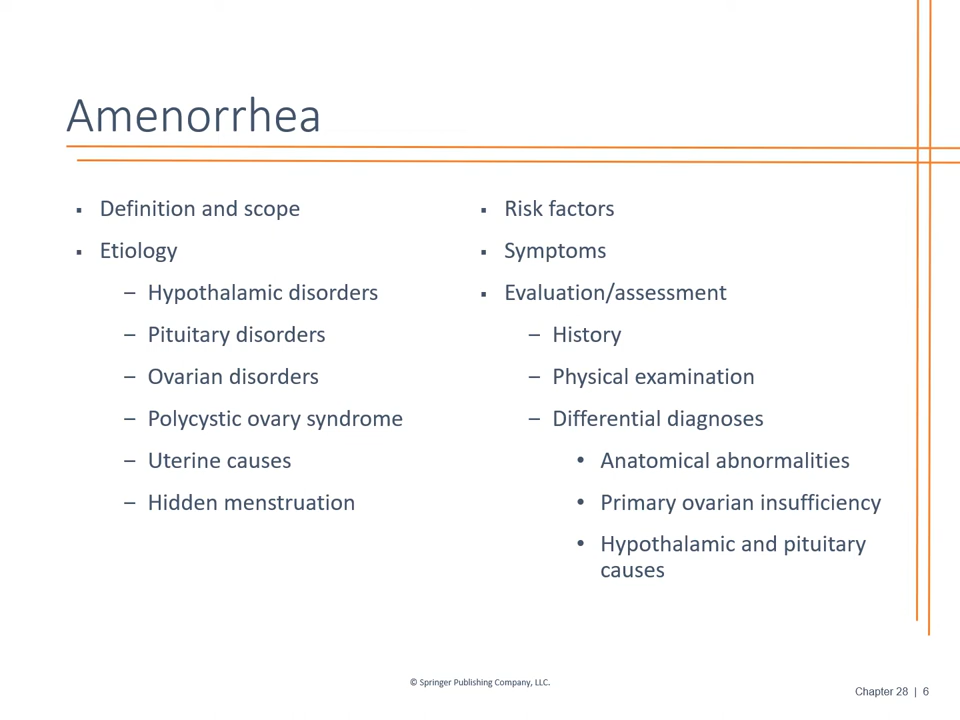 Amenorrhea
▪ Definition and scope
▪ Etiology
– Hypothalamic disorders
– Pituitary disorders
– Ovarian disorders
– Polycystic ovary syndrome
– Uterine causes
– Hidden menstruation
▪ Risk factors
▪ Symptoms
▪ Evaluation/assessment
– History
– Physical examination
– Differential diagnoses
• Anatomical abnormalities
• Primary ovarian insufficiency
• Hypothalamic and pituitary
causes
© Springer Publishing Company, LLC.
Chapter 28 | 6